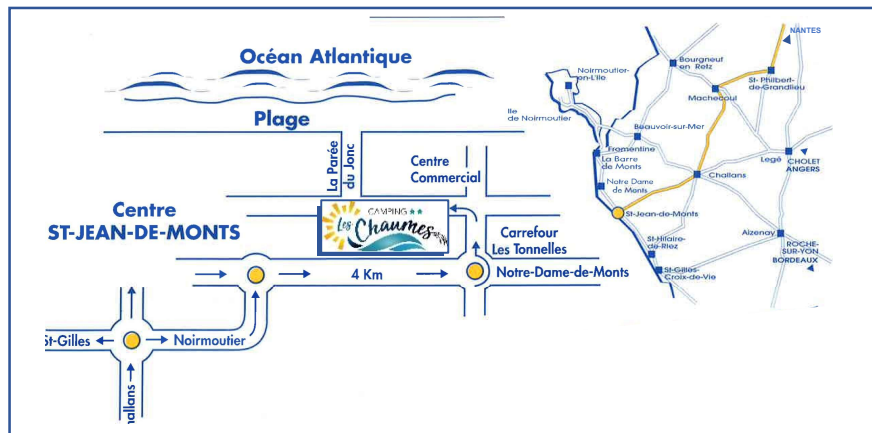 Océan Atlantique
Plage
La Parée
du Jonc
Centre
Commercial
Centre
ST-JEAN-DE-MONTS
CAMPING ★★
Les Chaumes
Carrefour
Les Tonnelles
4 Km
Notre-Dame-de-Monts
St-Gilles
Noirmoutier
hallans
NANTES
Bourgneuf
en Retz
Noirmoutier-
en-L'Ile
St-Philbert-
de-Grandlieu
Machecoul
Ile
de Noirmoutier
Beauvoir-sur-Mer
Fromentine
La Barre
de Monts
Legé
CHOLET
ANGERS
Challans
Notre Dame
de Monts
St-Jean-de-Monts
Aizenay
St-Hilaire-
de-Riez
ROCHE-
SUR-YON
BORDEAUX
St-Gilles-
Croix-de-Vie